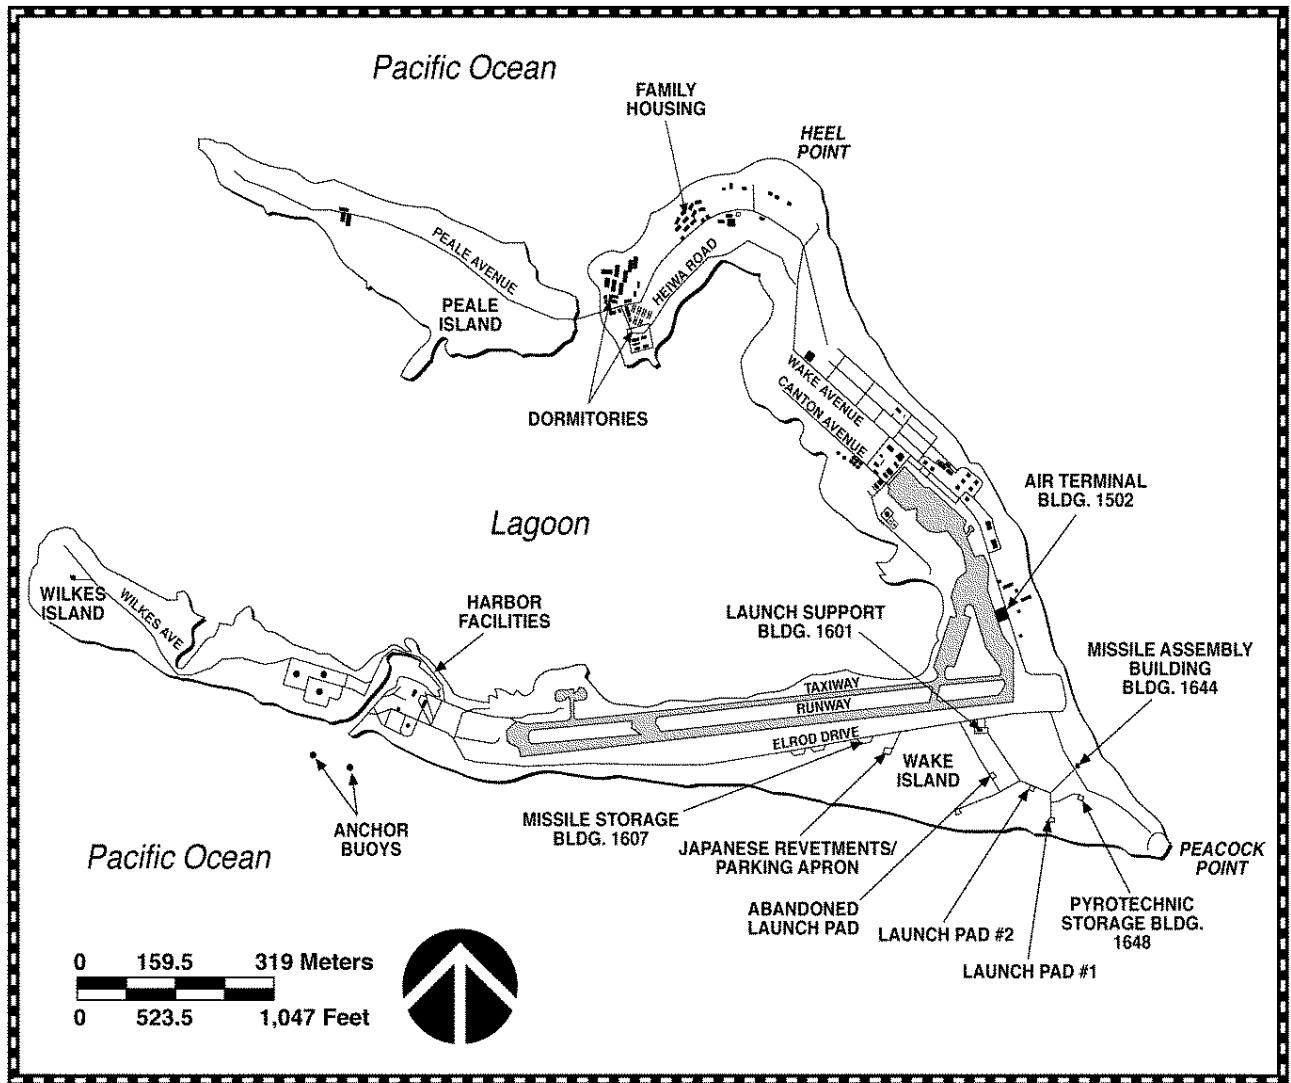 Pacific Ocean
FAMILY
HOUSING
HEEL
POINT
PEALE AVENUE
PEALE
ISLAND
HEIWA ROAD
DORMITORIES
WAKE AVENUE
CANTON AVENUE
AIR TERMINAL
BLDG. 1502
Lagoon
WILKES
ISLAND
WILKES AVE
HARBOR
FACILITIES
LAUNCH SUPPORT
BLDG. 1601
MISSILE ASSEMBLY
BUILDING
BLDG. 1644
TAXIWAY
RUNWAY
ELROD DRIVE
WAKE
ISLAND
ANCHOR
BUOYS
MISSILE STORAGE
BLDG. 1607
JAPANESE REVETMENTS/
PARKING APRON
Pacific Ocean
PEACOCK
POINT
ABANDONED
LAUNCH PAD
LAUNCH PAD #2
LAUNCH PAD #1
PYROTECHNIC
STORAGE BLDG.
1648
0 159.5 319 Meters
0 523.5 1,047 Feet